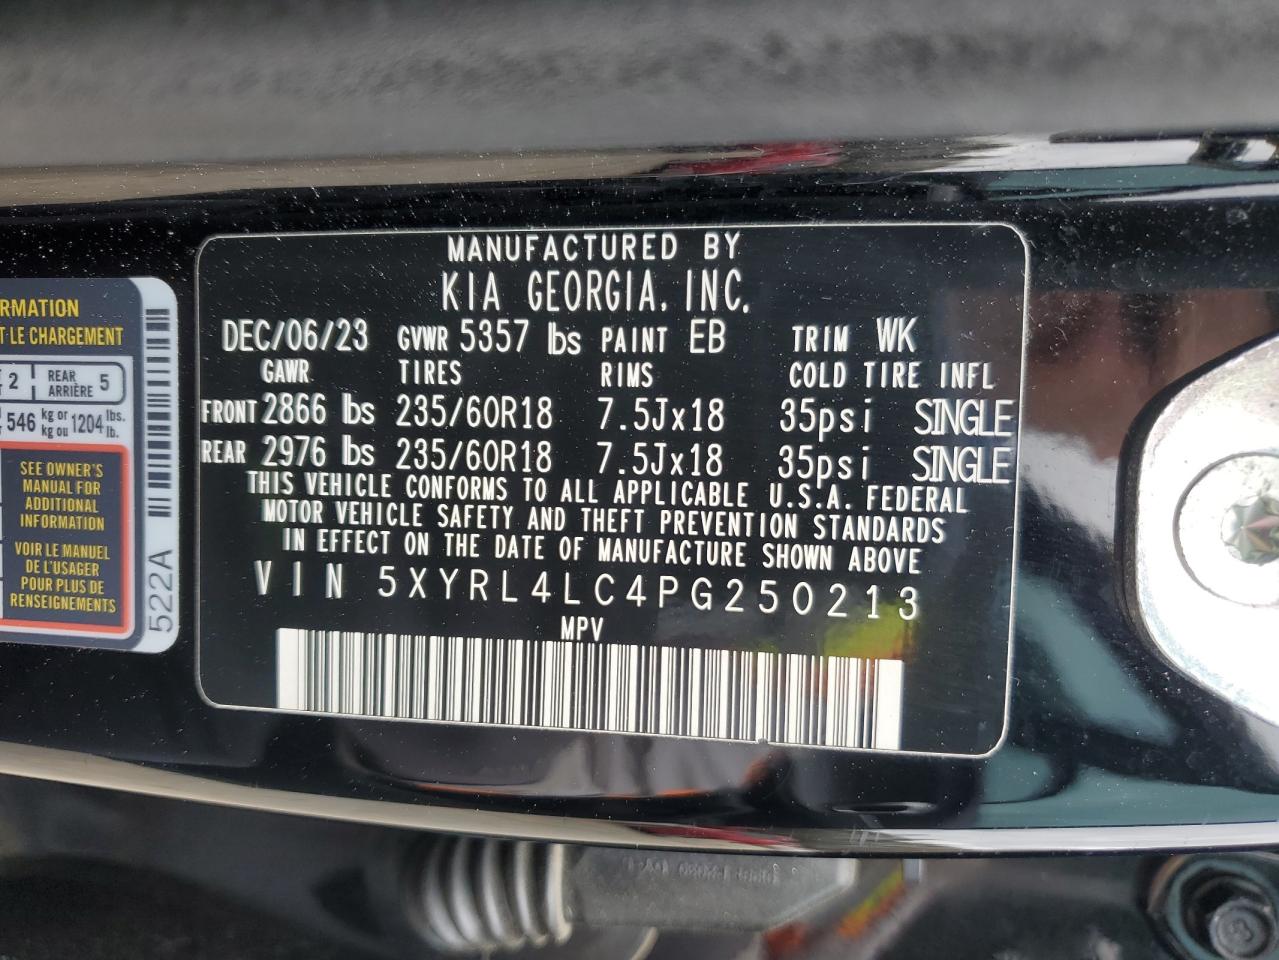 MANUFACTURED BY
KIA GEORGIA, INC.
DEC/06/23 GVWR 5357 lbs PAINT EB TRIM WK
GAWR TIRES RIMS COLD TIRE INFL
FRONT 2866 lbs 235/60R18 7.5Jx18 35psi SINGLE
REAR 2976 lbs 235/60R18 7.5Jx18 35psi SINGLE
THIS VEHICLE CONFORMS TO ALL APPLICABLE U.S.A. FEDERAL
MOTOR VEHICLE SAFETY AND THEFT PREVENTION STANDARDS
IN EFFECT ON THE DATE OF MANUFACTURE SHOWN ABOVE
VIN 5XYRL4LC4PG250213
MPV
RMATION
T LE CHARGEMENT
2 REAR 5
ARRIÈRE
546 kg or 1204 lbs.
kg ou lb.
SEE OWNER'S
MANUAL FOR
ADDITIONAL
INFORMATION
VOIR LE MANUEL
DE L'USAGER
POUR PLUS DE
RENSEIGNEMENTS
522A